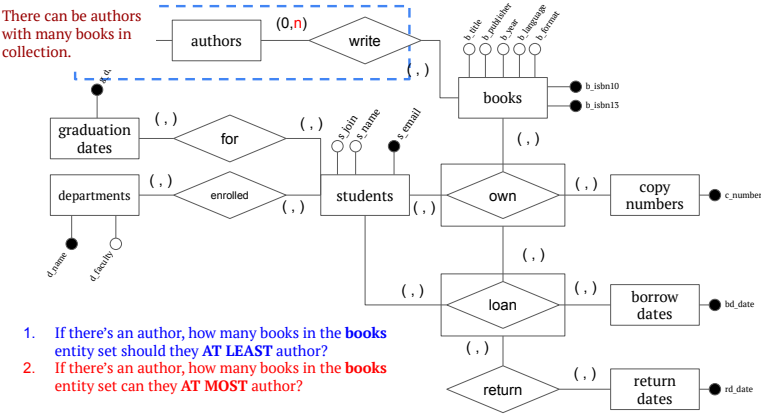 There can be authors
with many books in
collection.
authors
(0,n)
write
(,)
b_title
b_publisher
b_year
b_language
b_format
books
b_isbn10
b_isbn13
(,)
graduation
dates
(,)
for
(,)
s_join
s_name
s_email
departments
(,)
enrolled
(,)
students
(,)
own
(,)
copy
numbers
c_number
d_name
d_faculty
(,)
(,)
loan
(,)
borrow
dates
bd_date
(,)
return
(,)
return
dates
rd_date
1. If there's an author, how many books in the books
entity set should they AT LEAST author?
2. If there's an author, how many books in the books
entity set can they AT MOST author?